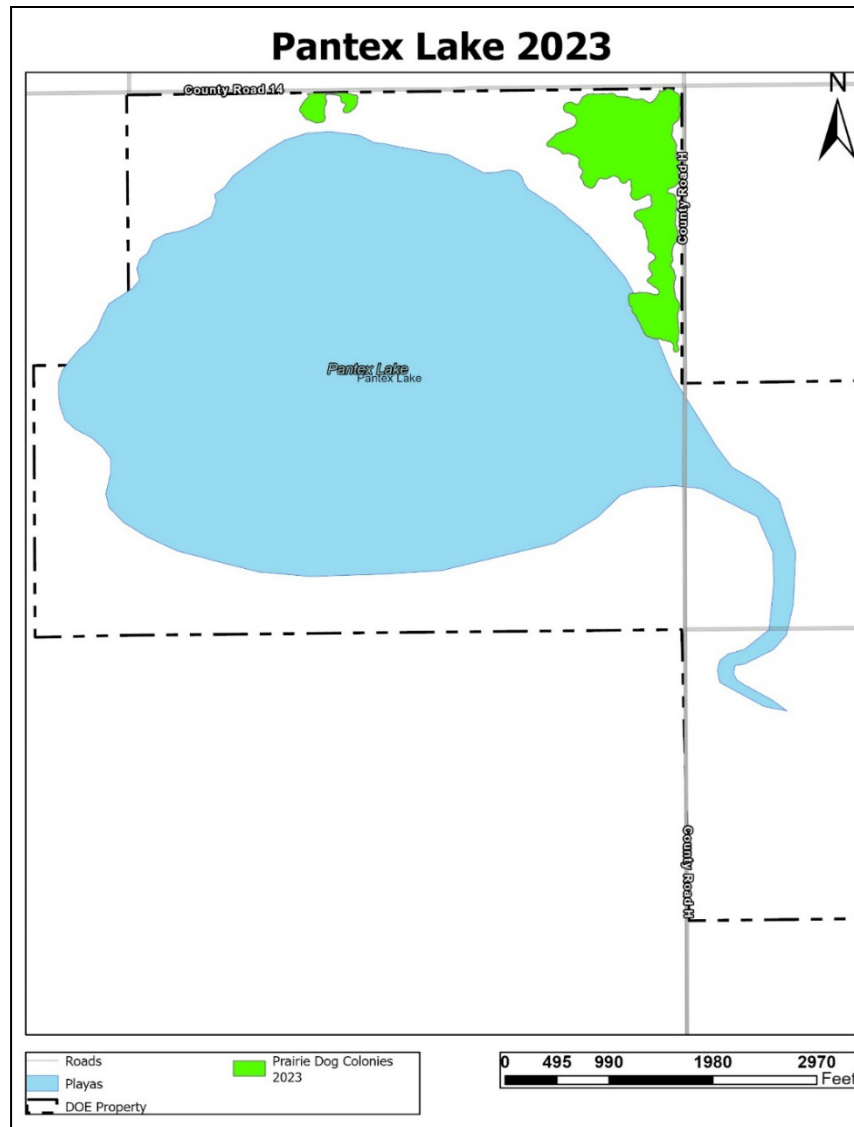 Pantex Lake 2023
County Road 14
N
County Road H
Pantex Lake
Pantex Lake
County Road H
Roads
Playas
DOE Property
Prairie Dog Colonies
2023
0 495 990 1980 2970
Feet